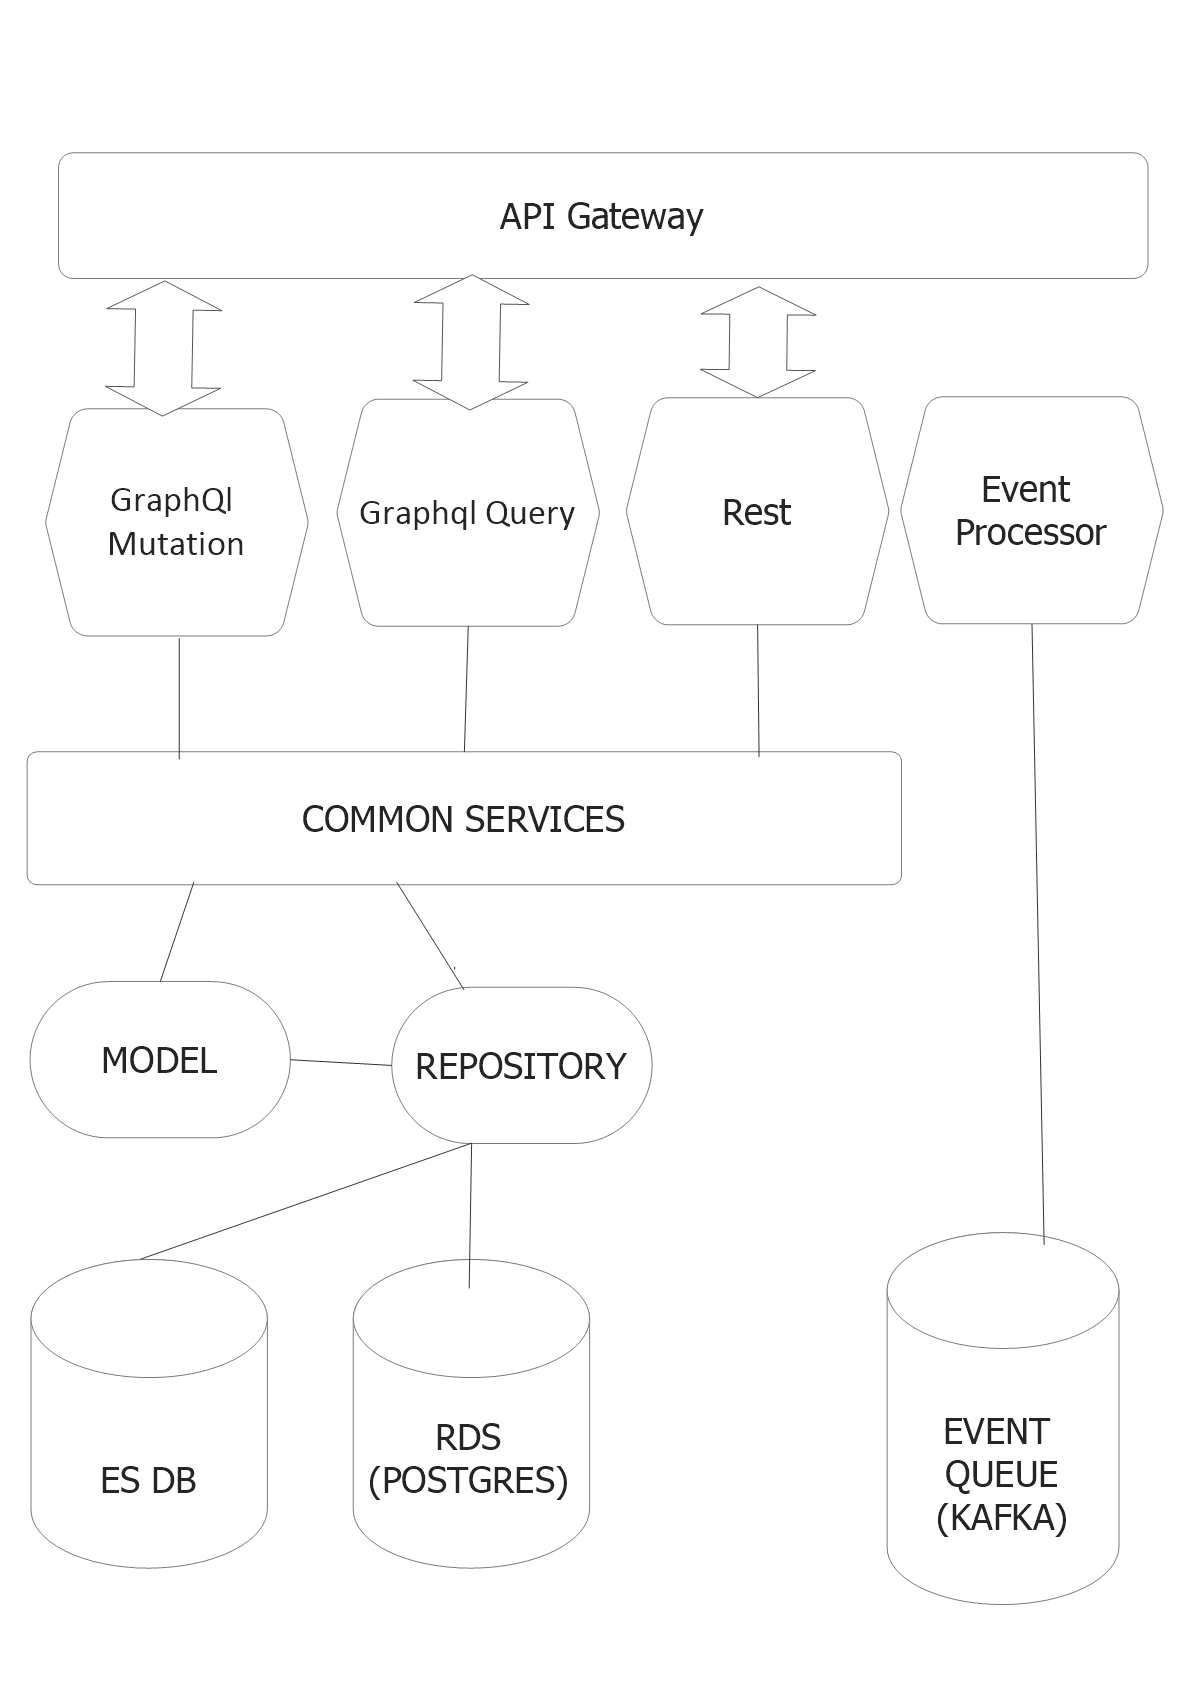 API Gateway
GraphQl
Mutation
Graphql Query
Rest
Event
Processor
COMMON SERVICES
MODEL
REPOSITORY
ES DB
RDS
(POSTGRES)
EVENT
QUEUE
(KAFKA)